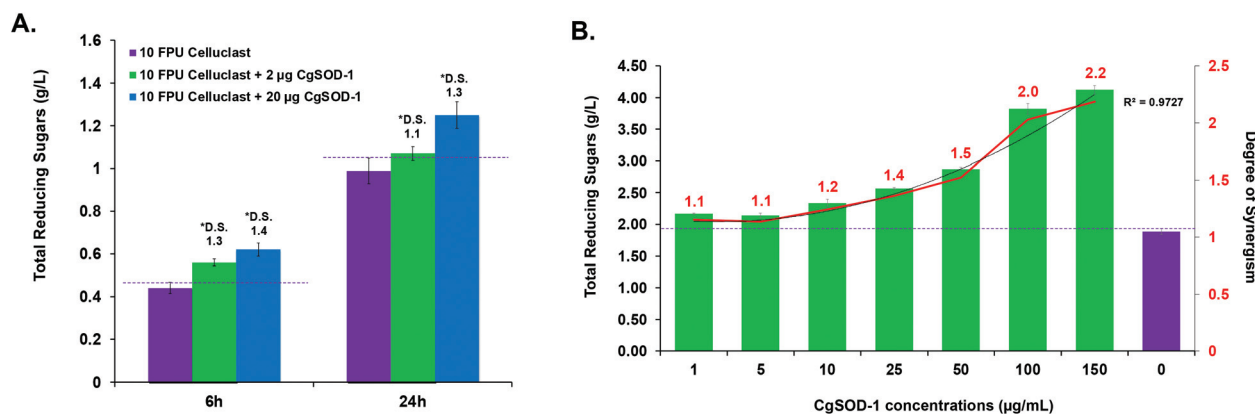 A.
Total Reducing Sugars (g/L)
1.6
1.4
1.2
1
0.8
0.6
0.4
0.2
0
10 FPU Celluclast
10 FPU Celluclast + 2 µg CgSOD-1
10 FPU Celluclast + 20 µg CgSOD-1
*D.S.
1.3
*D.S.
1.4
*D.S.
1.1
*D.S.
1.3
6h
24h
B.
Total Reducing Sugars (g/L)
4.50
4.00
3.50
3.00
2.50
2.00
1.50
1.00
0.50
0.00
1.1
1.1
1.2
1.4
1.5
2.0
2.2
R² = 0.9727
2.5
2
1.5
1
0.5
0
Degree of Synergism
1 5 10 25 50 100 150 0
CgSOD-1 concentrations (µg/mL)